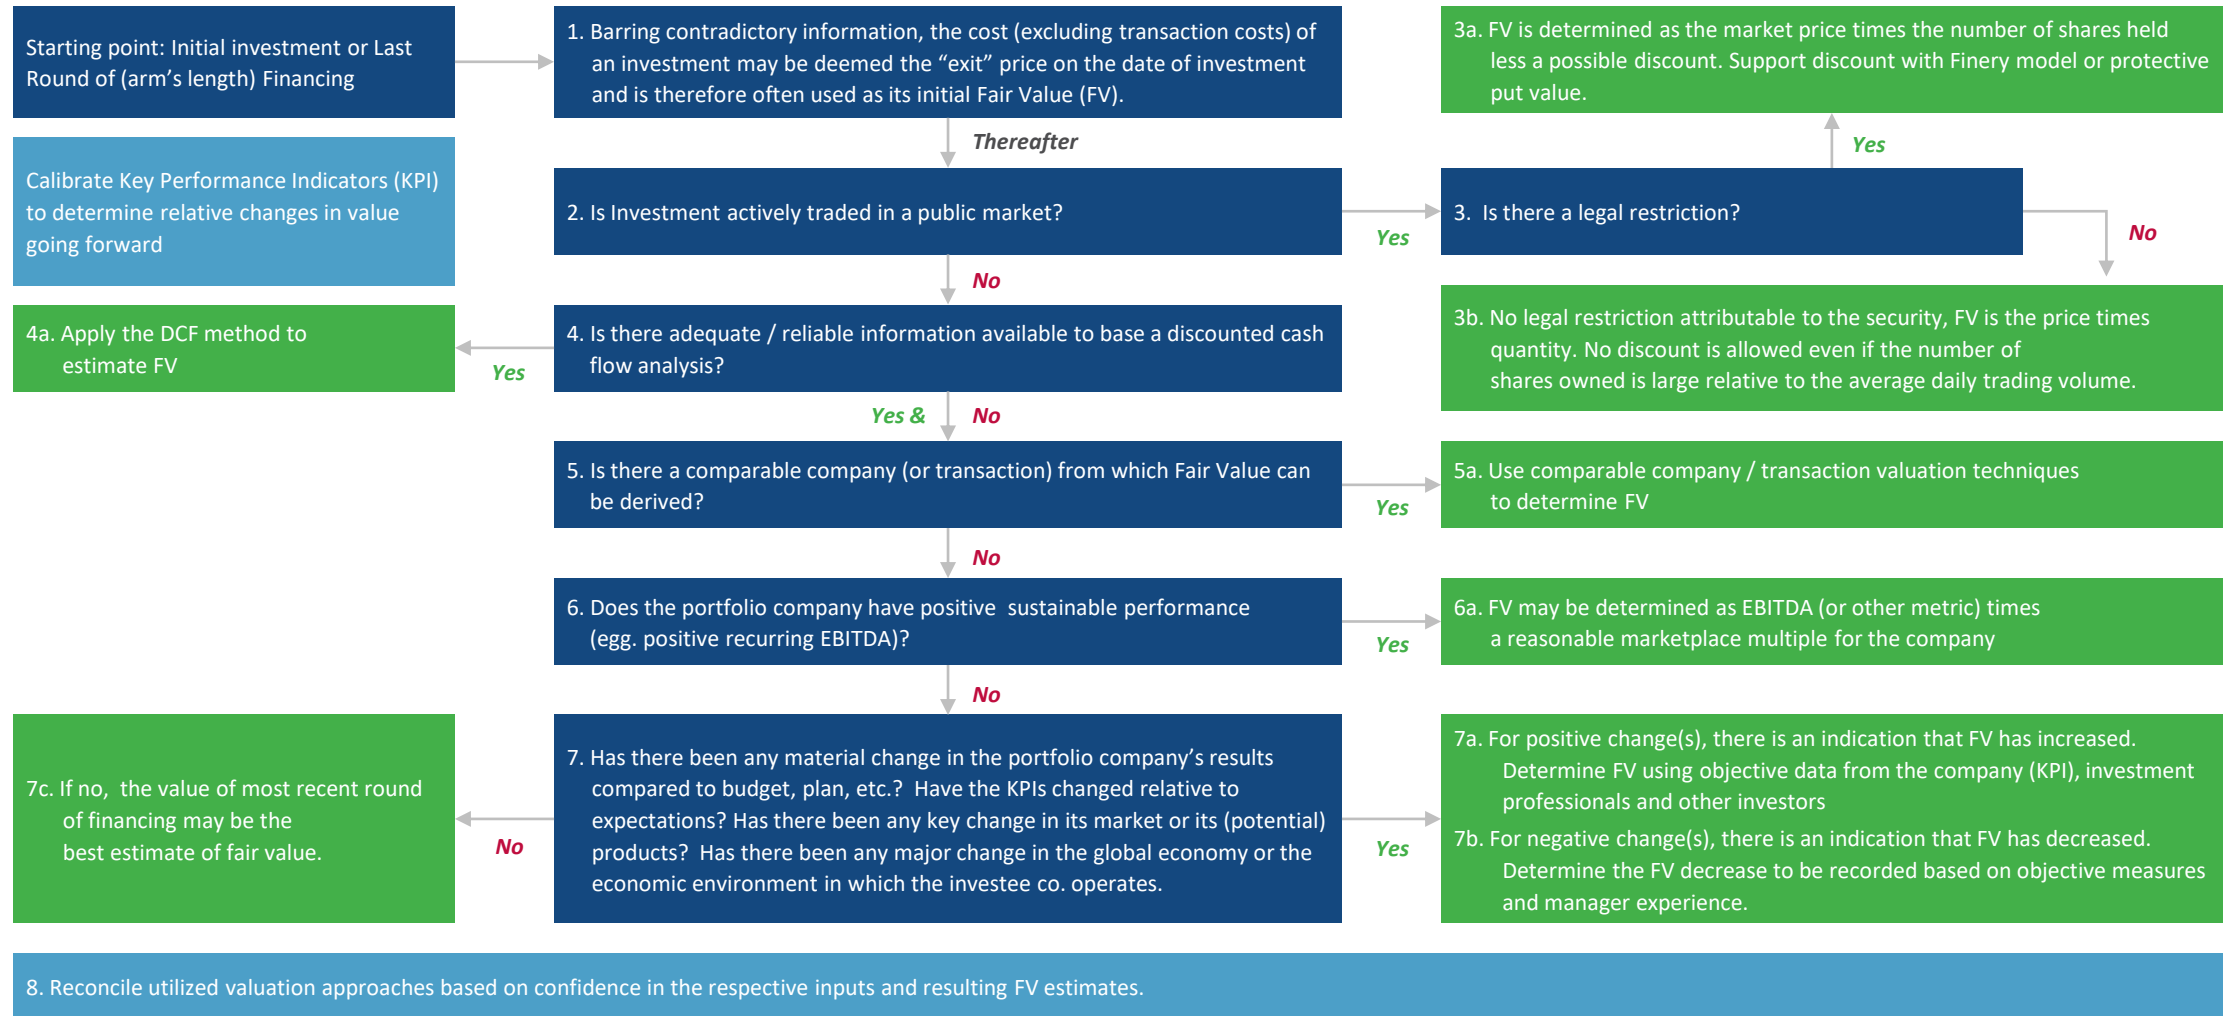 Starting point: Initial investment or Last
Round of (arm's length) Financing
1. Barring contradictory information, the cost (excluding transaction costs) of
an investment may be deemed the “exit” price on the date of investment
and is therefore often used as its initial Fair Value (FV).
3a. FV is determined as the market price times the number of shares held
less a possible discount. Support discount with Finery model or protective
put value.
Thereafter
Yes
Calibrate Key Performance Indicators (KPI)
to determine relative changes in value
going forward
2. Is Investment actively traded in a public market?
Yes
3. Is there a legal restriction?
No
No
4a. Apply the DCF method to
estimate FV
Yes
4. Is there adequate / reliable information available to base a discounted cash
flow analysis?
3b. No legal restriction attributable to the security, FV is the price times
quantity. No discount is allowed even if the number of
shares owned is large relative to the average daily trading volume.
Yes & No
5. Is there a comparable company (or transaction) from which Fair Value can
be derived?
Yes
5a. Use comparable company / transaction valuation techniques
to determine FV
No
6. Does the portfolio company have positive sustainable performance
(egg. positive recurring EBITDA)?
Yes
6a. FV may be determined as EBITDA (or other metric) times
a reasonable marketplace multiple for the company
No
7c. If no, the value of most recent round
of financing may be the
best estimate of fair value.
No
7. Has there been any material change in the portfolio company's results
compared to budget, plan, etc.? Have the KPIs changed relative to
expectations? Has there been any key change in its market or its (potential)
products? Has there been any major change in the global economy or the
economic environment in which the investee co. operates.
Yes
7a. For positive change(s), there is an indication that FV has increased.
Determine FV using objective data from the company (KPI), investment
professionals and other investors
7b. For negative change(s), there is an indication that FV has decreased.
Determine the FV decrease to be recorded based on objective measures
and manager experience.
8. Reconcile utilized valuation approaches based on confidence in the respective inputs and resulting FV estimates.